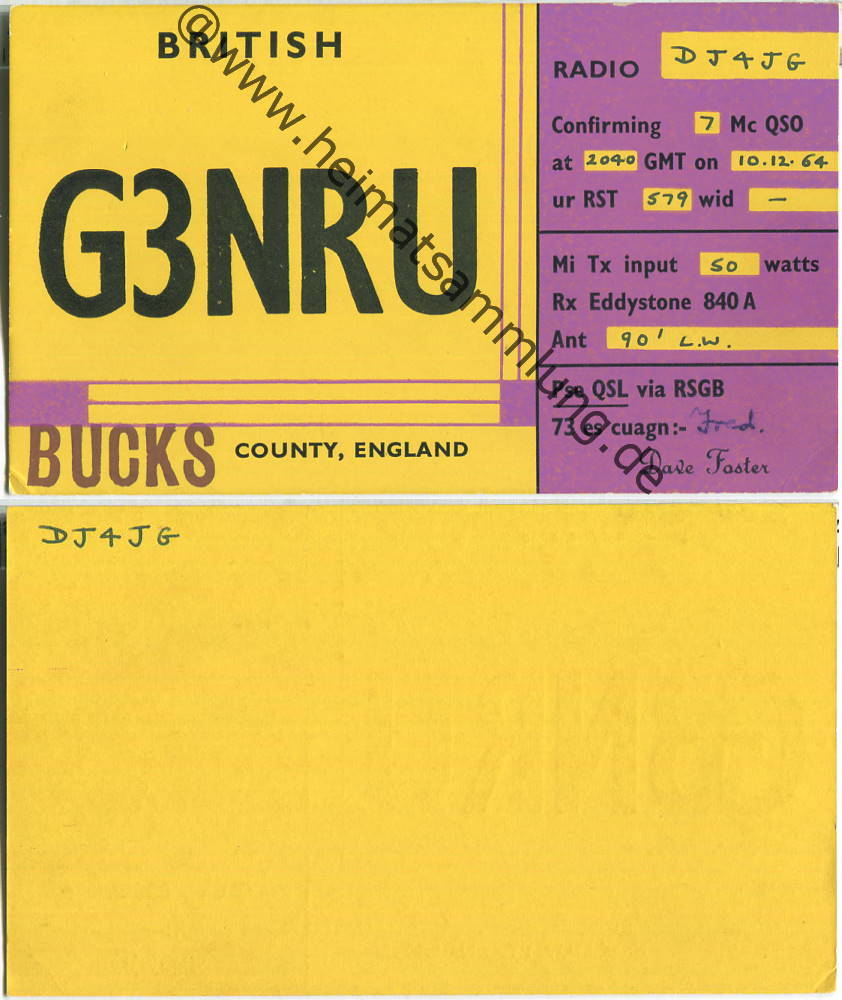 BRITISH
G3NRU
BUCKS COUNTY, ENGLAND
RADIO DJ4JG
Confirming 7 Mc QSO
at 2040 GMT on 10.12.64
ur RST 579 wid —
Mi Tx input 50 watts
Rx Eddystone 840A
Ant 90' L.W.
Pse QSL via RSGB
73 es cuagn:- Fred.
Dave Foster
@www.heimatsammlung.de
DJ4JG